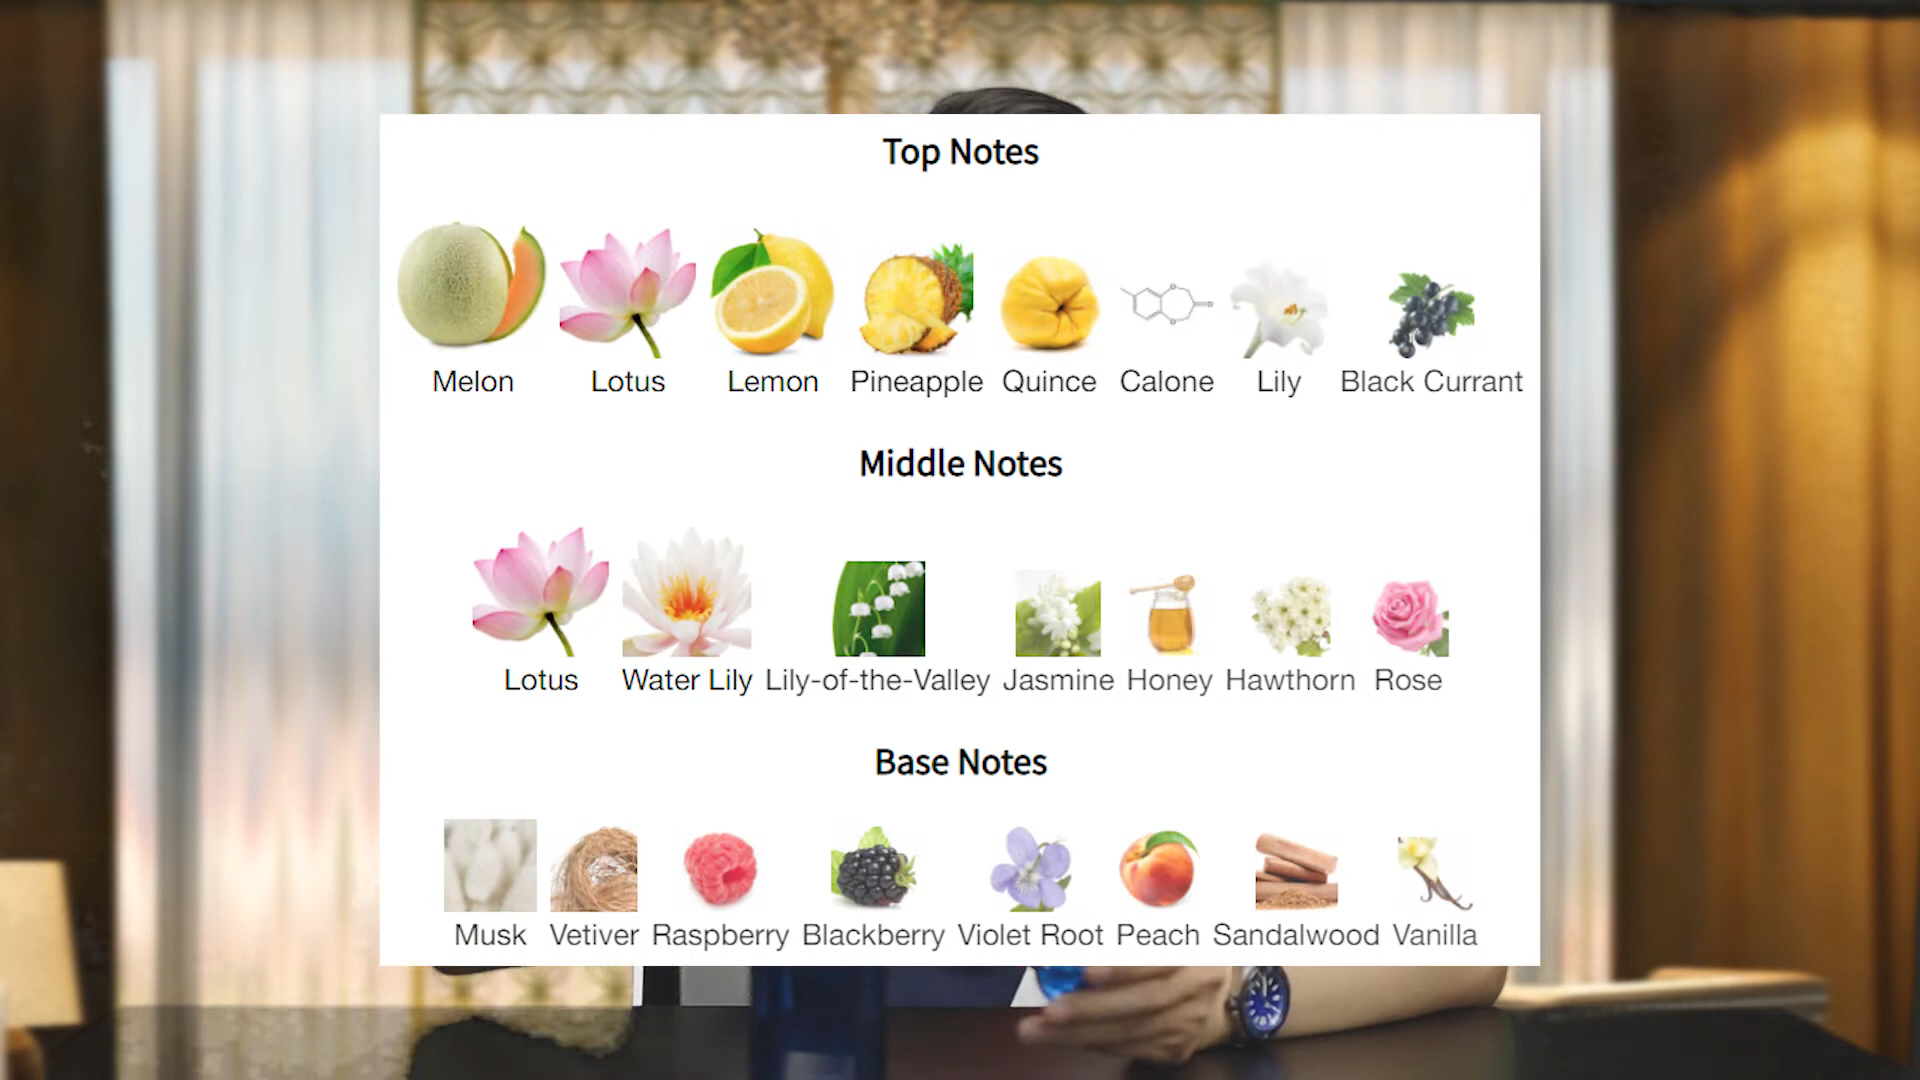 Top Notes
Melon Lotus Lemon Pineapple Quince Calone Lily Black Currant
Middle Notes
Lotus Water Lily Lily-of-the-Valley Jasmine Honey Hawthorn Rose
Base Notes
Musk Vetiver Raspberry Blackberry Violet Root Peach Sandalwood Vanilla